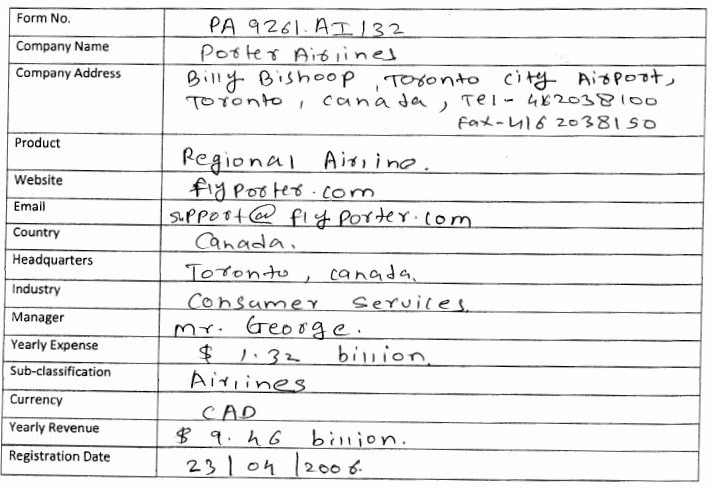 Form No. PA 9261.AI132
Company Name Porter Airlines
Company Address Billy Bishoop, Toronto city Airport,
Toronto, Canada, Tel - 4162038100
Fax - 416 2038150
Product Regional Airline.
Website flyporter.com
Email support@flyporter.com
Country Canada.
Headquarters Toronto, Canada.
Industry Consumer Services.
Manager Mr. George.
Yearly Expense $ 1.32 billion.
Sub-classification Airlines
Currency CAD
Yearly Revenue $ 9.46 billion.
Registration Date 23/04/2006.